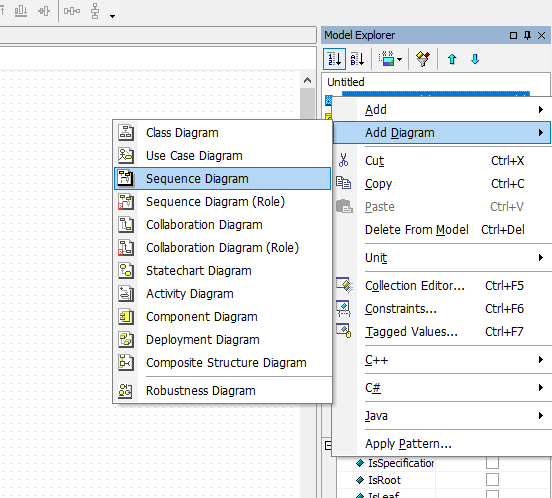 Model Explorer
Untitled
Add
Add Diagram
Cut Ctrl+X
Copy Ctrl+C
Paste Ctrl+V
Delete From Model Ctrl+Del
Unit
Collection Editor... Ctrl+F5
Constraints... Ctrl+F6
Tagged Values... Ctrl+F7
C++
C#
Java
Apply Pattern...
Class Diagram
Use Case Diagram
Sequence Diagram
Sequence Diagram (Role)
Collaboration Diagram
Collaboration Diagram (Role)
Statechart Diagram
Activity Diagram
Component Diagram
Deployment Diagram
Composite Structure Diagram
Robustness Diagram
IsSpecification
IsRoot
IsLeaf